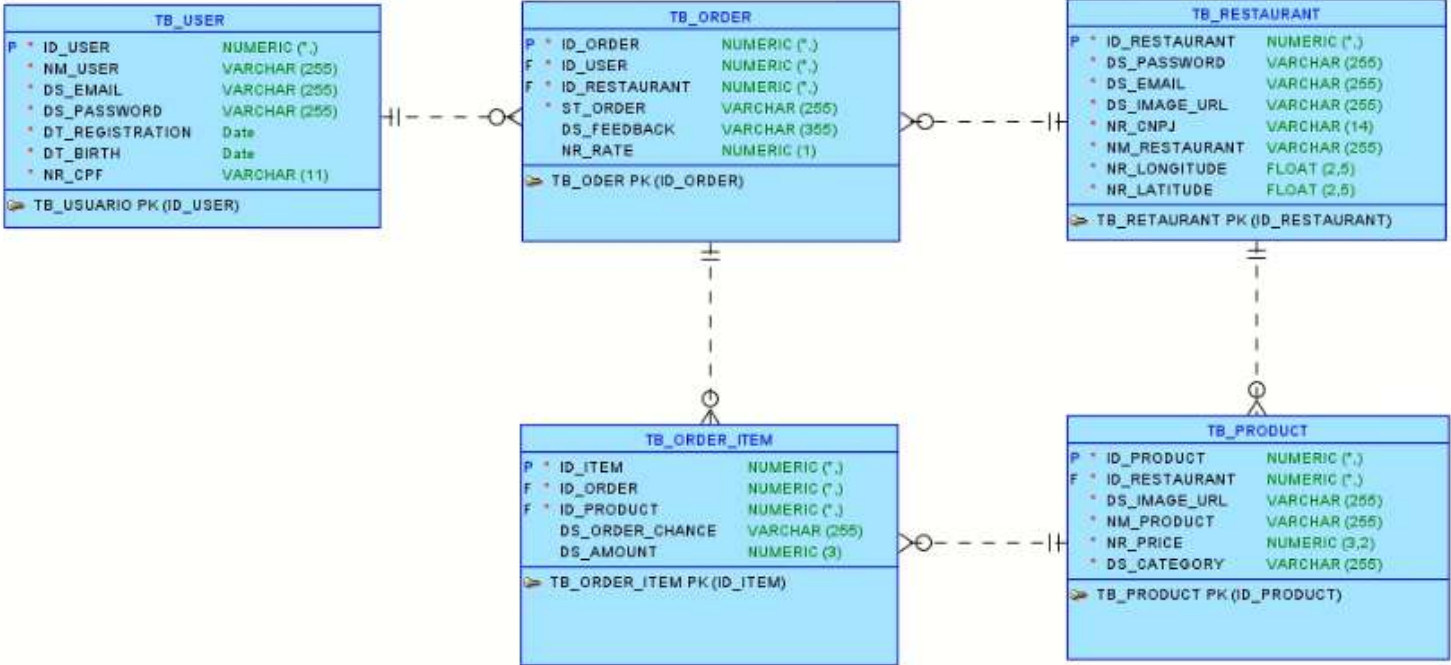 TB_USER
P * ID_USER NUMERIC (*,)
* NM_USER VARCHAR (255)
* DS_EMAIL VARCHAR (255)
* DS_PASSWORD VARCHAR (255)
* DT_REGISTRATION Date
* DT_BIRTH Date
* NR_CPF VARCHAR (11)
TB_USUARIO PK (ID_USER)
TB_ORDER
P * ID_ORDER NUMERIC (*,)
F * ID_USER NUMERIC (*,)
F * ID_RESTAURANT NUMERIC (*,)
* ST_ORDER VARCHAR (255)
DS_FEEDBACK VARCHAR (355)
NR_RATE NUMERIC (1)
TB_ODER PK (ID_ORDER)
TB_RESTAURANT
P * ID_RESTAURANT NUMERIC (*,)
* DS_PASSWORD VARCHAR (255)
* DS_EMAIL VARCHAR (255)
* DS_IMAGE_URL VARCHAR (255)
* NR_CNPJ VARCHAR (14)
* NM_RESTAURANT VARCHAR (255)
* NR_LONGITUDE FLOAT (2,5)
* NR_LATITUDE FLOAT (2,5)
TB_RETAURANT PK (ID_RESTAURANT)
TB_ORDER_ITEM
P * ID_ITEM NUMERIC (*,)
F * ID_ORDER NUMERIC (*,)
F * ID_PRODUCT NUMERIC (*,)
DS_ORDER_CHANCE VARCHAR (255)
DS_AMOUNT NUMERIC (3)
TB_ORDER_ITEM PK (ID_ITEM)
TB_PRODUCT
P * ID_PRODUCT NUMERIC (*,)
F * ID_RESTAURANT NUMERIC (*,)
* DS_IMAGE_URL VARCHAR (255)
* NM_PRODUCT VARCHAR (255)
* NR_PRICE NUMERIC (3,2)
* DS_CATEGORY VARCHAR (255)
TB_PRODUCT PK (ID_PRODUCT)